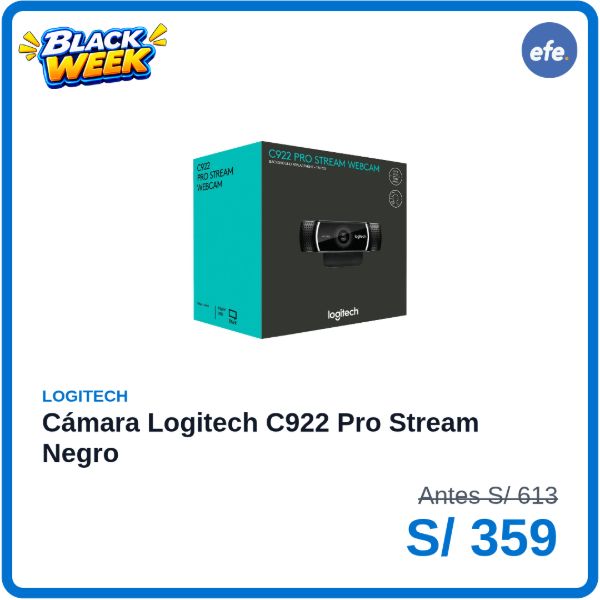 BLACK
WEEK
efe.
C922
PRO STREAM
WEBCAM
C922 PRO STREAM WEBCAM
logitech
logitech
LOGITECH
Cámara Logitech C922 Pro Stream
Negro
Antes S/ 613
S/ 359